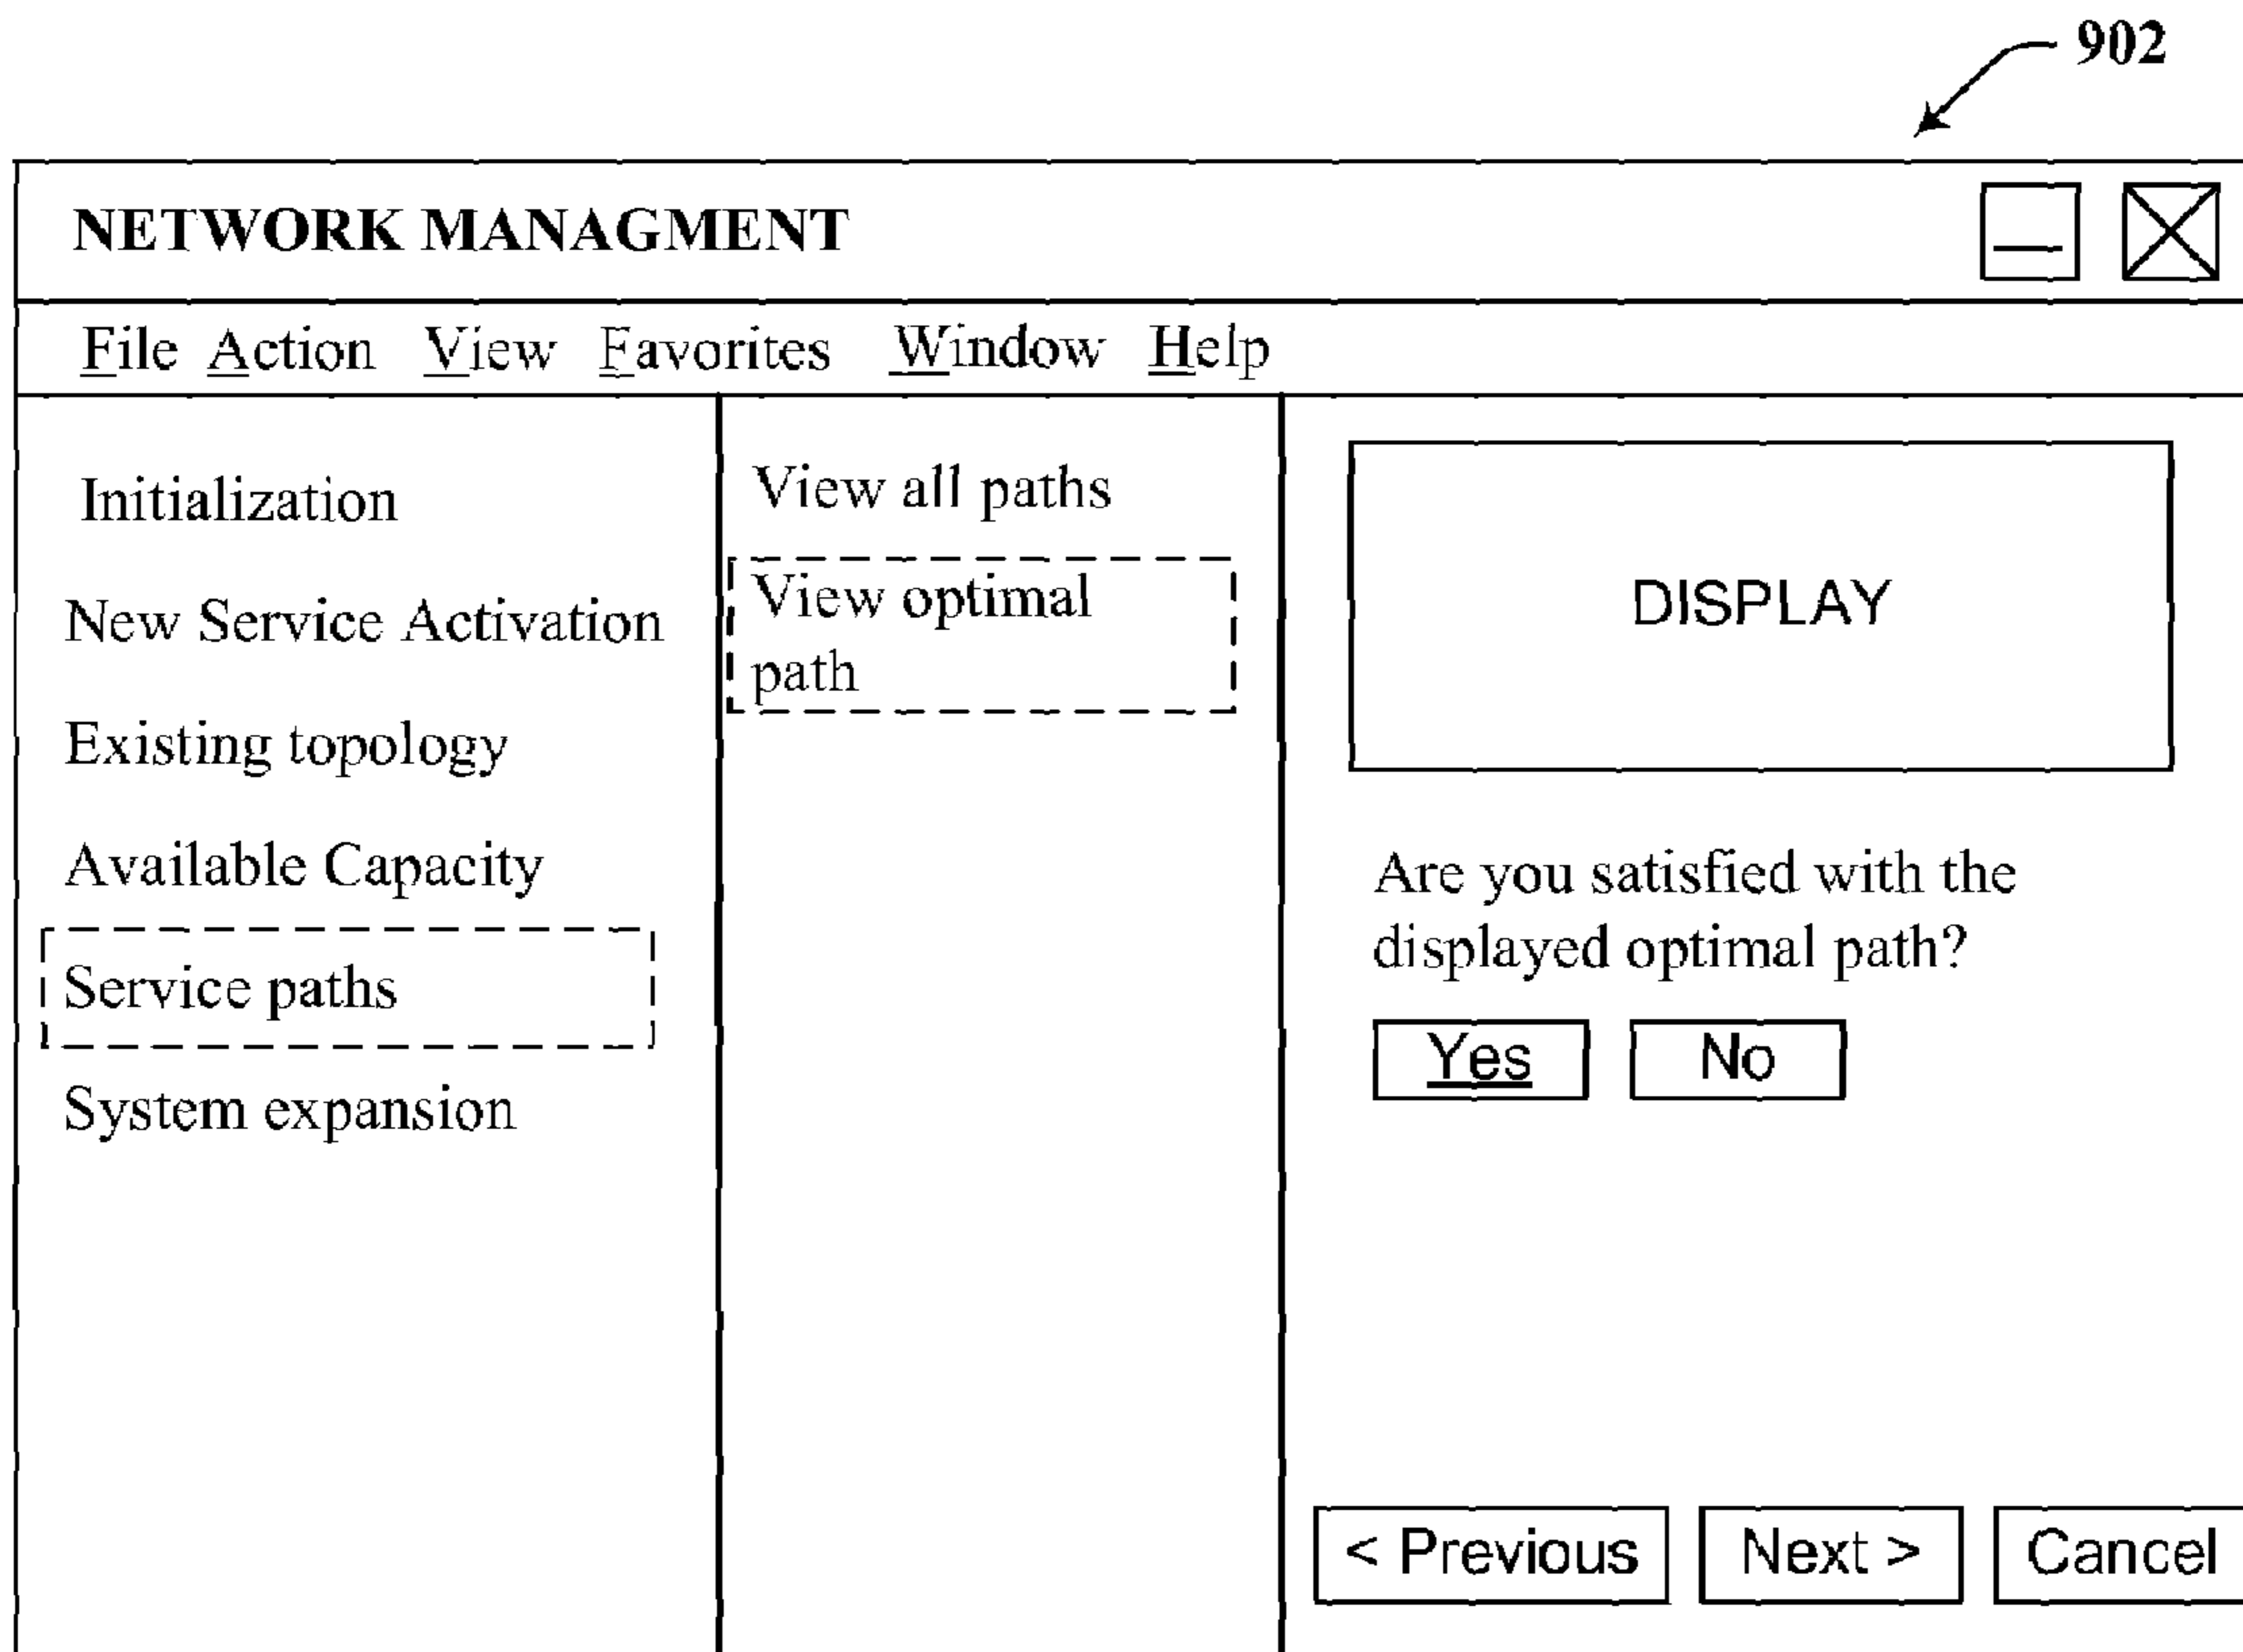 902
NETWORK MANAGMENT
File Action View Favorites Window Help
Initialization
New Service Activation
Existing topology
Available Capacity
Service paths
System expansion
View all paths
View optimal
path
DISPLAY
Are you satisfied with the
displayed optimal path?
Yes No
< Previous Next > Cancel